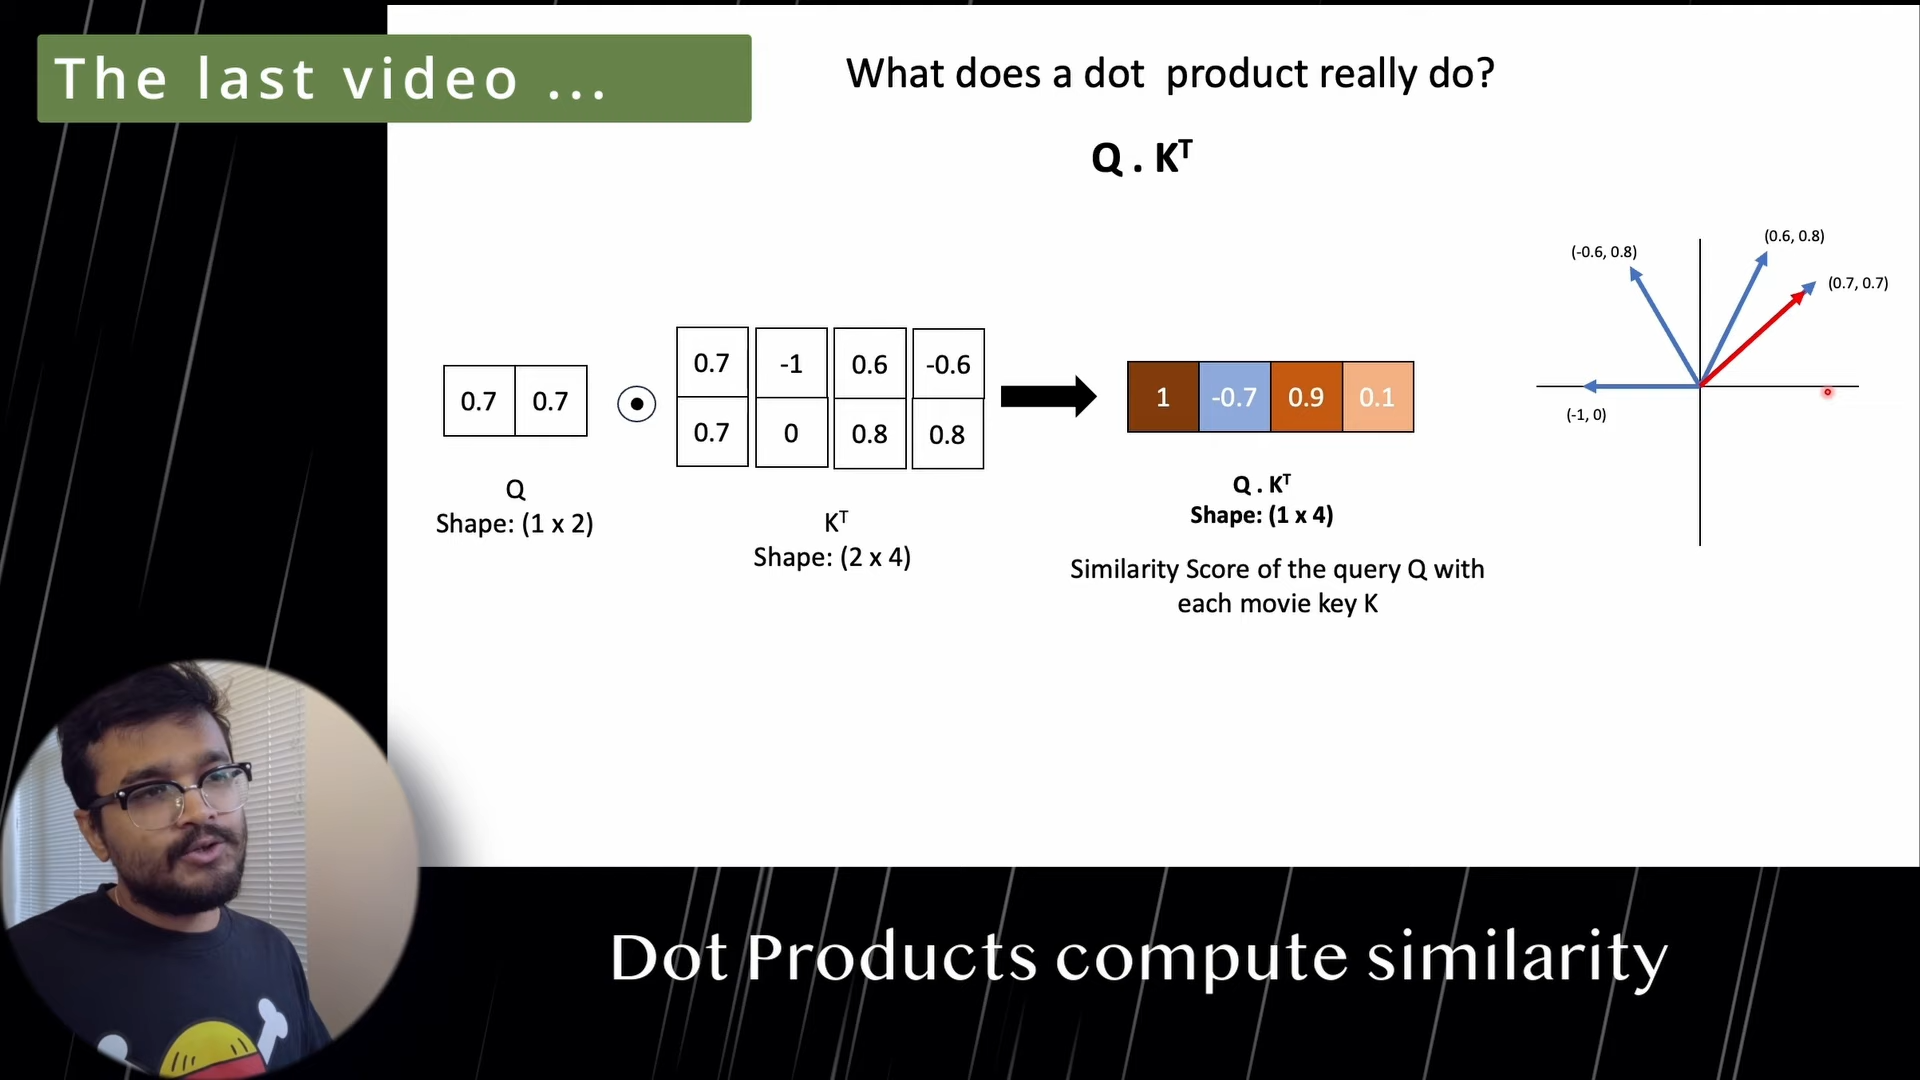 The last video ...
What does a dot product really do?
Q . Kᵀ
(-0.6, 0.8)
(0.6, 0.8)
(0.7, 0.7)
(-1, 0)
0.7 0.7
0.7 -1 0.6 -0.6
0.7 0 0.8 0.8
1 -0.7 0.9 0.1
Q
Shape: (1 x 2)
Kᵀ
Shape: (2 x 4)
Q . Kᵀ
Shape: (1 x 4)
Similarity Score of the query Q with
each movie key K
Dot Products compute similarity